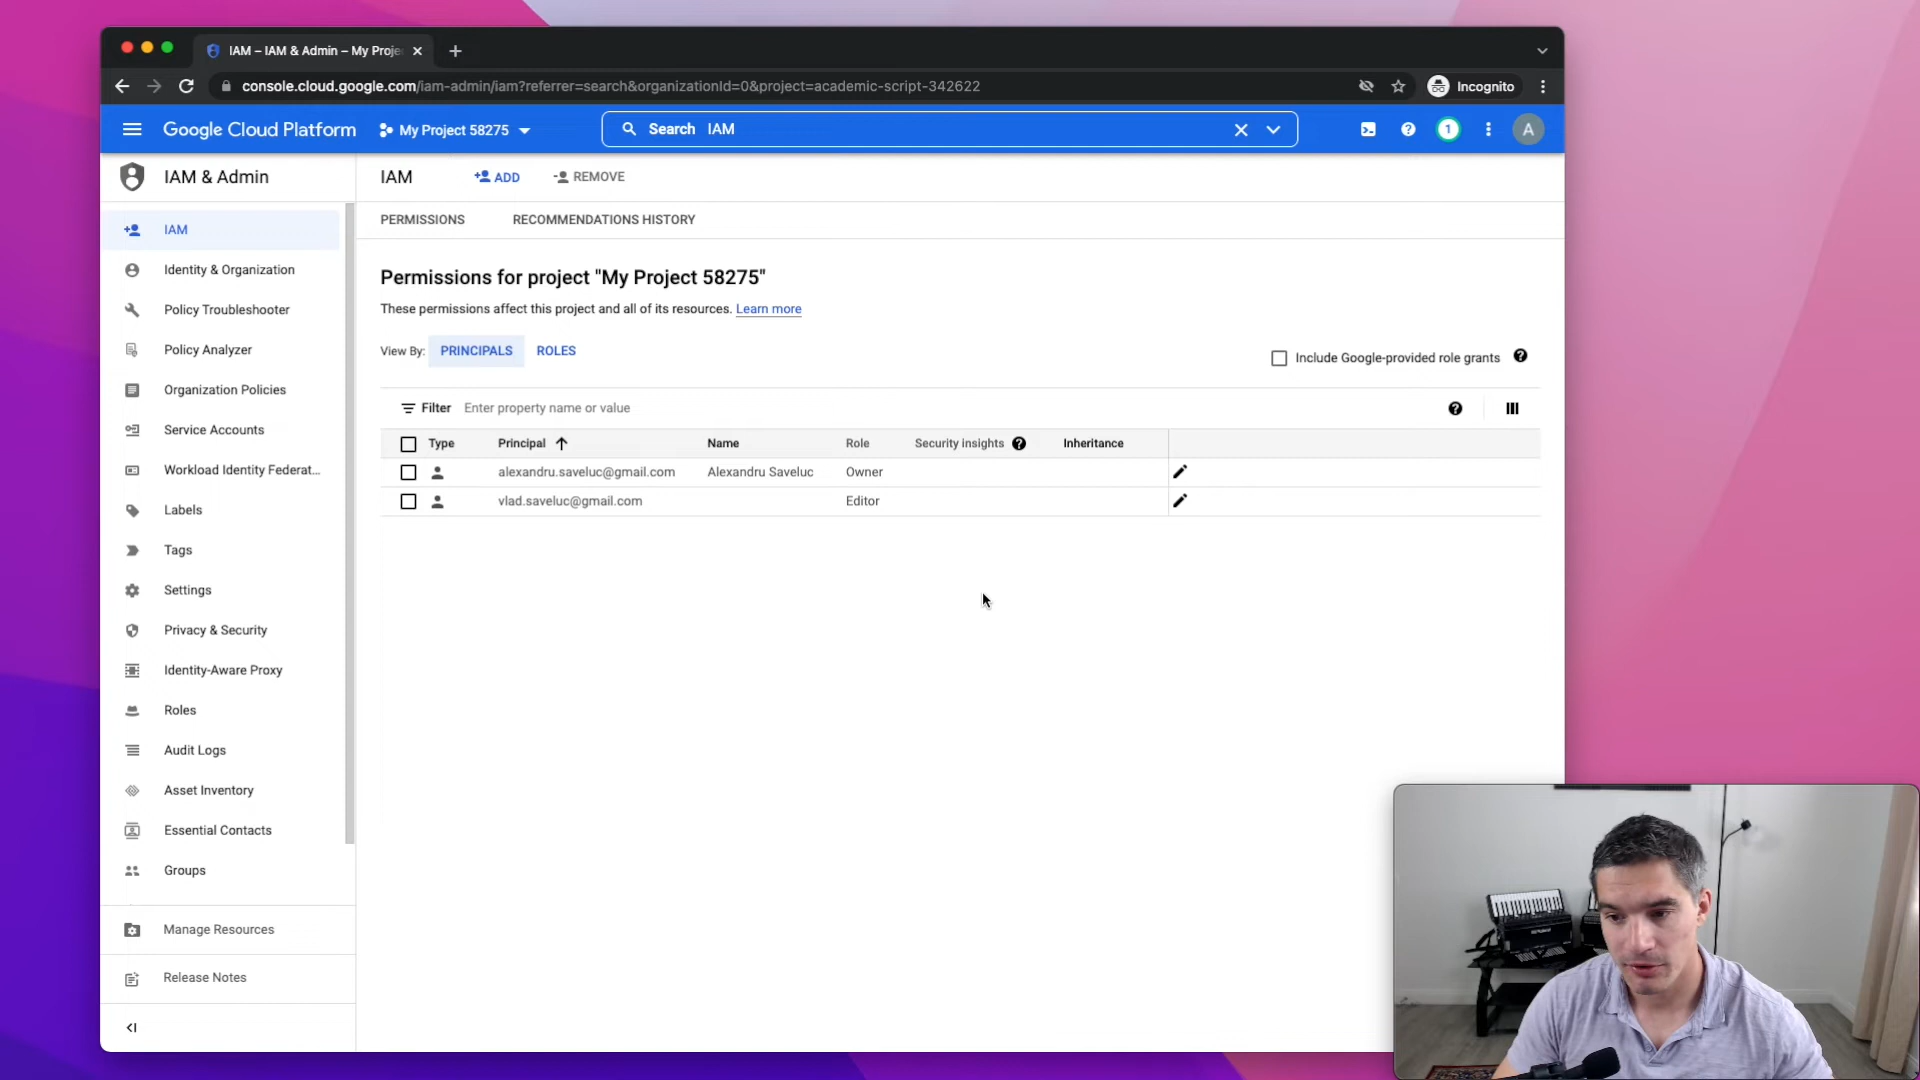 IAM – IAM & Admin – My Proje
console.cloud.google.com/iam-admin/iam?referrer=search&organizationId=0&project=academic-script-342622
Incognito
Google Cloud Platform
My Project 58275
Search IAM
1
A
IAM & Admin
IAM
Identity & Organization
Policy Troubleshooter
Policy Analyzer
Organization Policies
Service Accounts
Workload Identity Federat...
Labels
Tags
Settings
Privacy & Security
Identity-Aware Proxy
Roles
Audit Logs
Asset Inventory
Essential Contacts
Groups
Manage Resources
Release Notes
IAM
ADD
REMOVE
PERMISSIONS
RECOMMENDATIONS HISTORY
Permissions for project "My Project 58275"
These permissions affect this project and all of its resources. Learn more
View By: PRINCIPALS ROLES
Include Google-provided role grants
Filter Enter property name or value
Type Principal Name Role Security insights Inheritance
alexandru.saveluc@gmail.com Alexandru Saveluc Owner
vlad.saveluc@gmail.com Editor